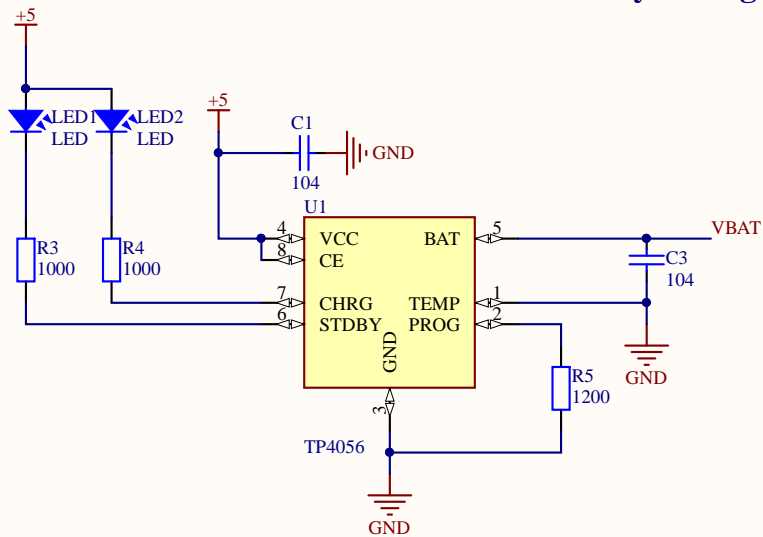 +5
LED1
LED
LED2
LED
+5
C1
104
GND
U1
4
VCC
8
CE
7
CHRG
6
STDBY
BAT
5
TEMP
1
PROG
2
GND
3
TP4056
VBAT
C3
104
GND
R3
1000
R4
1000
R5
1200
GND